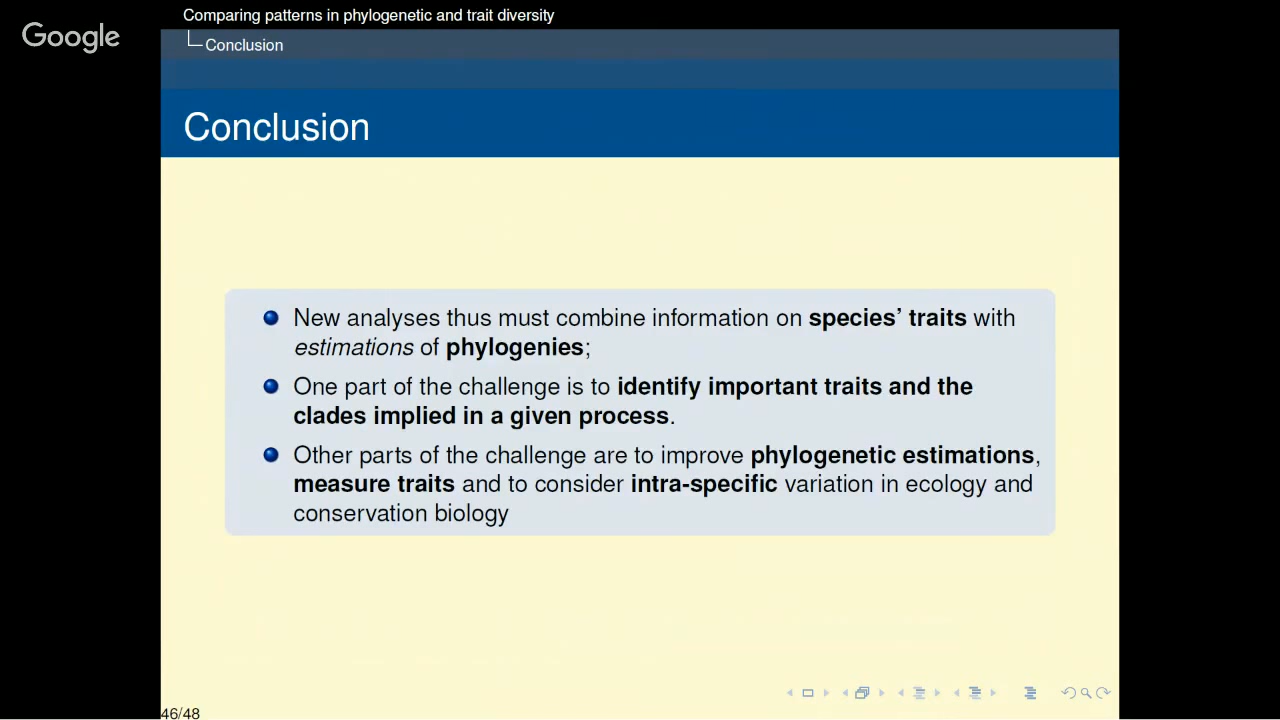 Google
Comparing patterns in phylogenetic and trait diversity
Conclusion
Conclusion
New analyses thus must combine information on species' traits with
estimations of phylogenies;
One part of the challenge is to identify important traits and the
clades implied in a given process.
Other parts of the challenge are to improve phylogenetic estimations,
measure traits and to consider intra-specific variation in ecology and
conservation biology
46/48